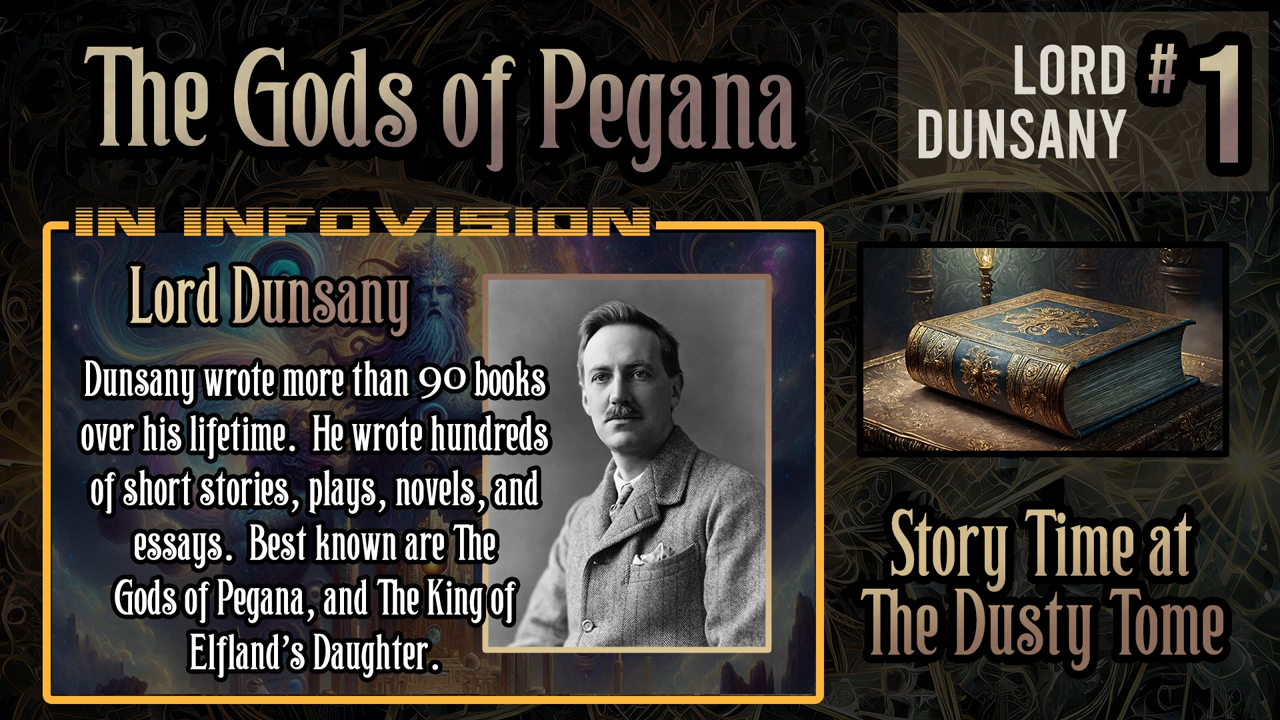 The Gods of Pegana
LORD
DUNSANY
#1
IN INFOVISION
Lord Dunsany
Dunsany wrote more than 90 books
over his lifetime. He wrote hundreds
of short stories, plays, novels, and
essays. Best known are The
Gods of Pegana, and The King of
Elfland's Daughter.
Story Time at
The Dusty Tome